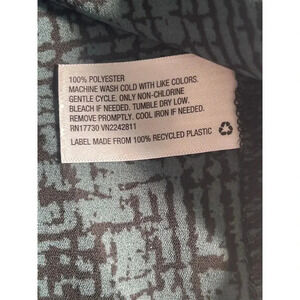 100% POLYESTER
MACHINE WASH COLD WITH LIKE COLORS.
GENTLE CYCLE. ONLY NON-CHLORINE
BLEACH IF NEEDED. TUMBLE DRY LOW.
REMOVE PROMPTLY. COOL IRON IF NEEDED.
RN17730 VN2242811
LABEL MADE FROM 100% RECYCLED PLASTIC